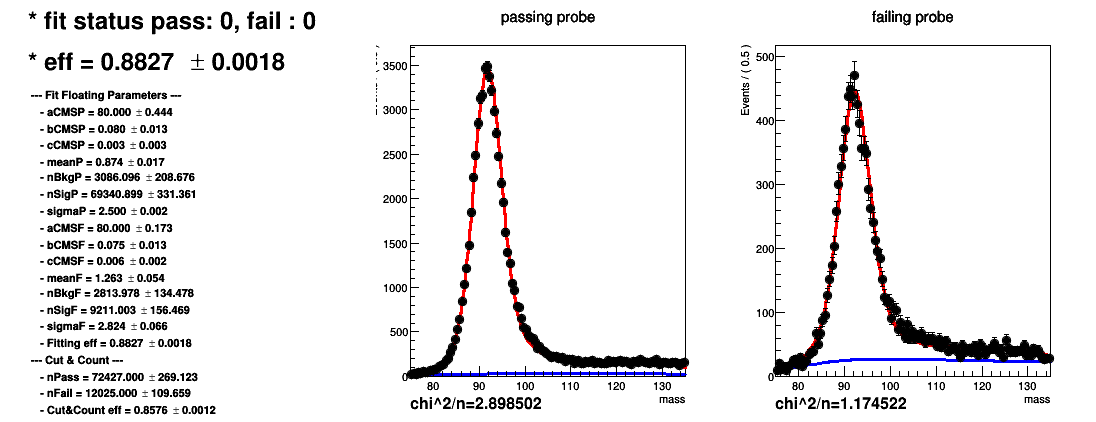 * fit status pass: 0, fail : 0
* eff = 0.8827 ± 0.0018
--- Fit Floating Parameters ---
- aCMSP = 80.000 ± 0.444
- bCMSP = 0.080 ± 0.013
- cCMSP = 0.003 ± 0.003
- meanP = 0.874 ± 0.017
- nBkgP = 3086.096 ± 208.676
- nSigP = 69340.899 ± 331.361
- sigmaP = 2.500 ± 0.002
- aCMSF = 80.000 ± 0.173
- bCMSF = 0.075 ± 0.013
- cCMSF = 0.006 ± 0.002
- meanF = 1.263 ± 0.054
- nBkgF = 2813.978 ± 134.478
- nSigF = 9211.003 ± 156.469
- sigmaF = 2.824 ± 0.066
- Fitting eff = 0.8827 ± 0.0018
--- Cut & Count ---
- nPass = 72427.000 ± 269.123
- nFail = 12025.000 ± 109.659
- Cut&Count eff = 0.8576 ± 0.0012
passing probe
3500
3000
2500
2000
1500
1000
500
0
80 90 100 110 120 130
mass
chi^2/n=2.898502
failing probe
Events / ( 0.5 )
500
400
300
200
100
0
80 90 100 110 120 130
mass
chi^2/n=1.174522